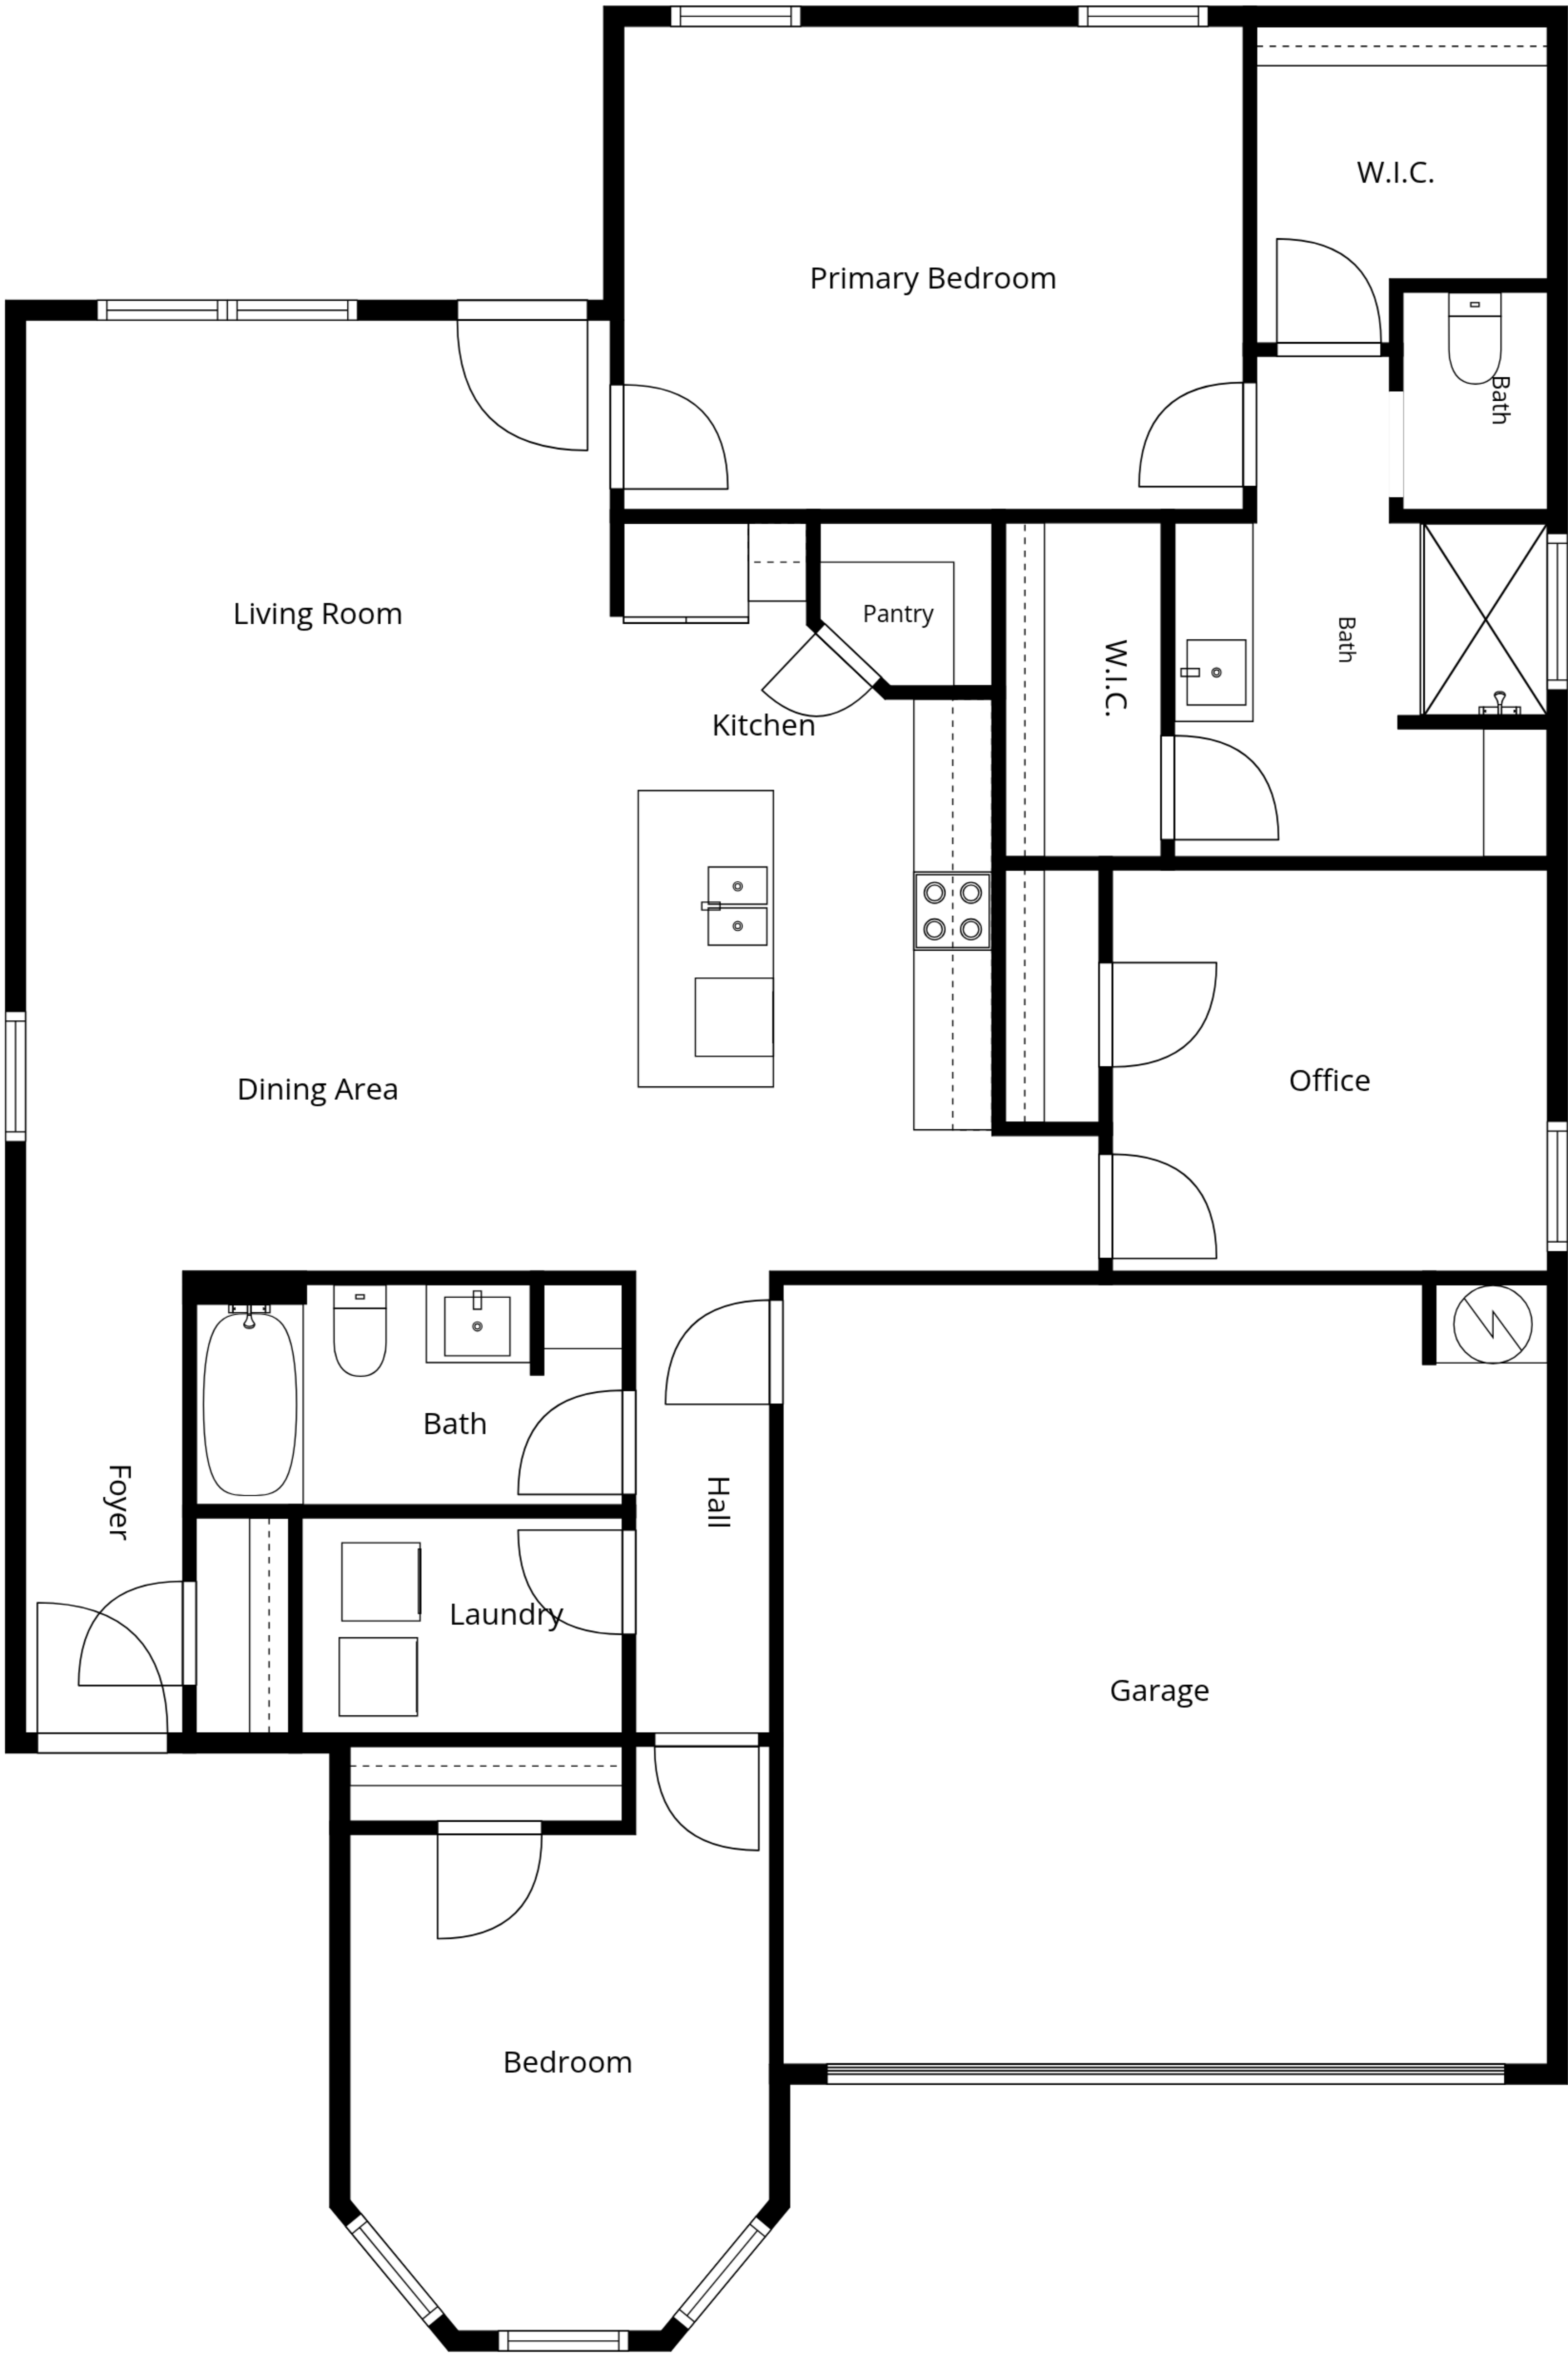 W.I.C.
Primary Bedroom
Bath
Living Room
Pantry
Bath
W.I.C.
Kitchen
Office
Dining Area
Bath
Foyer
Hall
Laundry
Garage
Bedroom